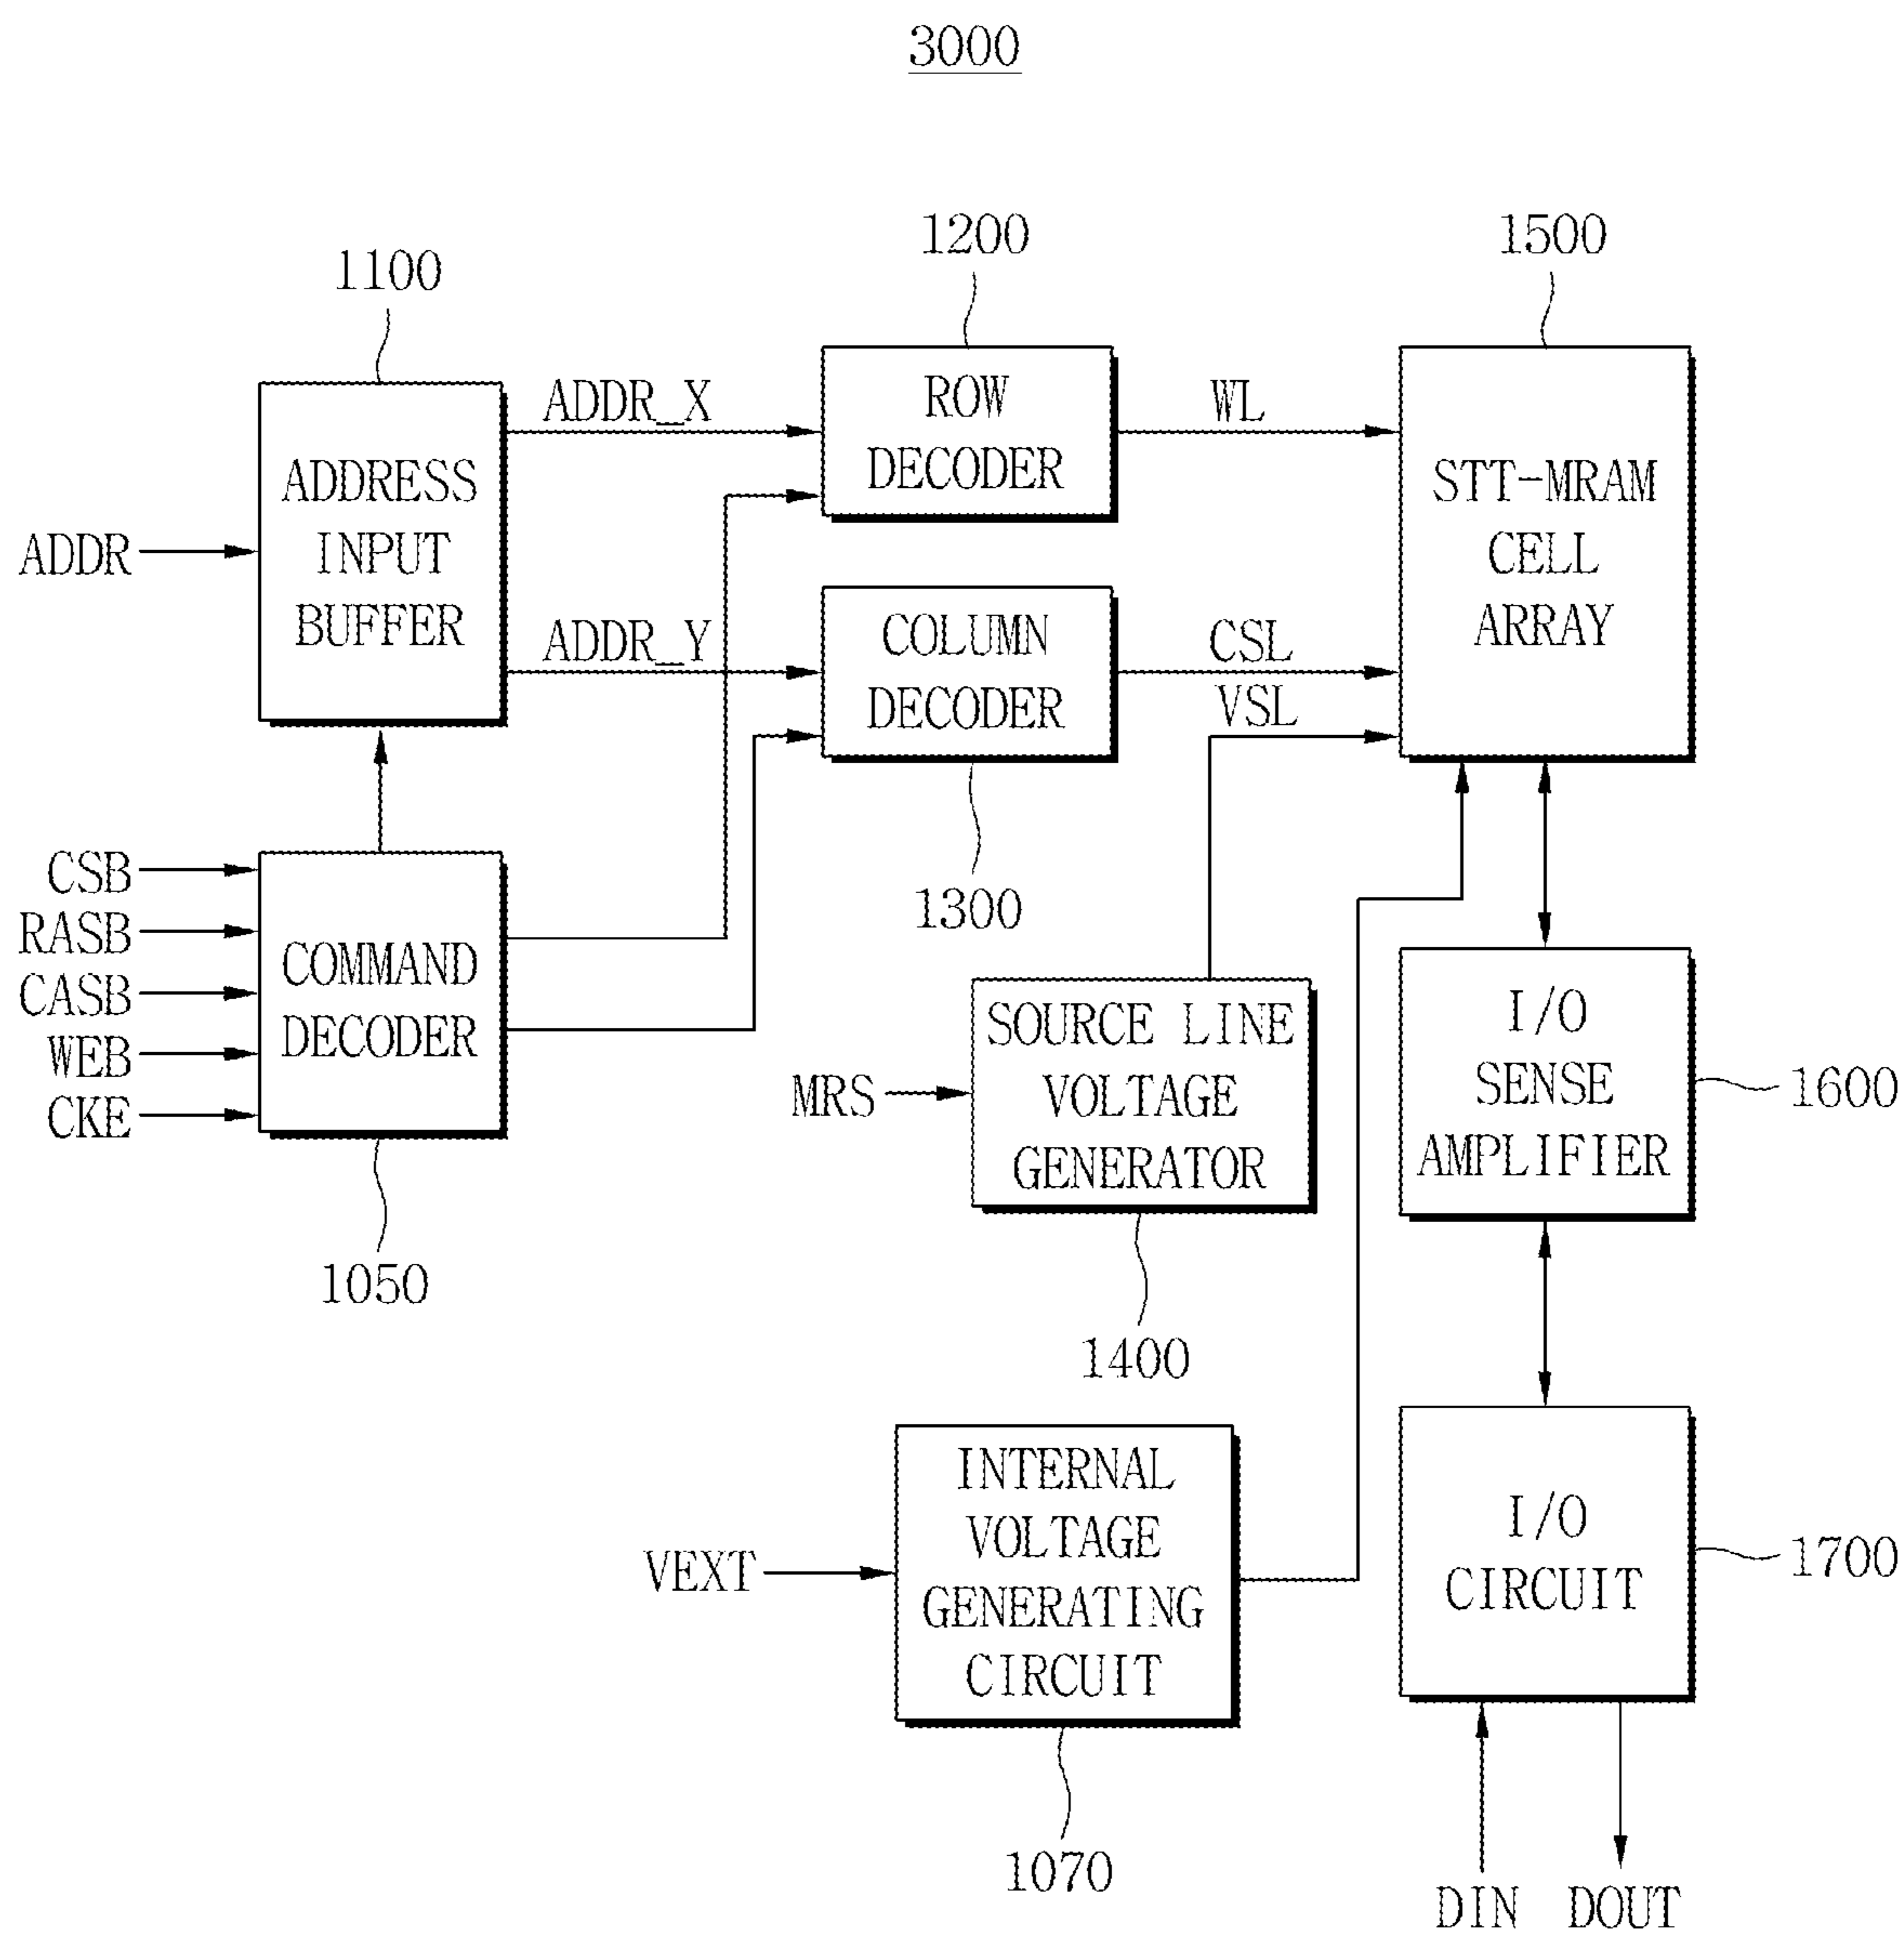 3000
1100
1200
1500
ADDR
ADDRESS
INPUT
BUFFER
ADDR_X
ADDR_Y
ROW
DECODER
WL
STT-MRAM
CELL
ARRAY
COLUMN
DECODER
CSL
VSL
1300
CSB
RASB
CASB
WEB
CKE
COMMAND
DECODER
1050
MRS
SOURCE LINE
VOLTAGE
GENERATOR
1400
I/O
SENSE
AMPLIFIER
1600
VEXT
INTERNAL
VOLTAGE
GENERATING
CIRCUIT
1070
I/O
CIRCUIT
1700
DIN
DOUT